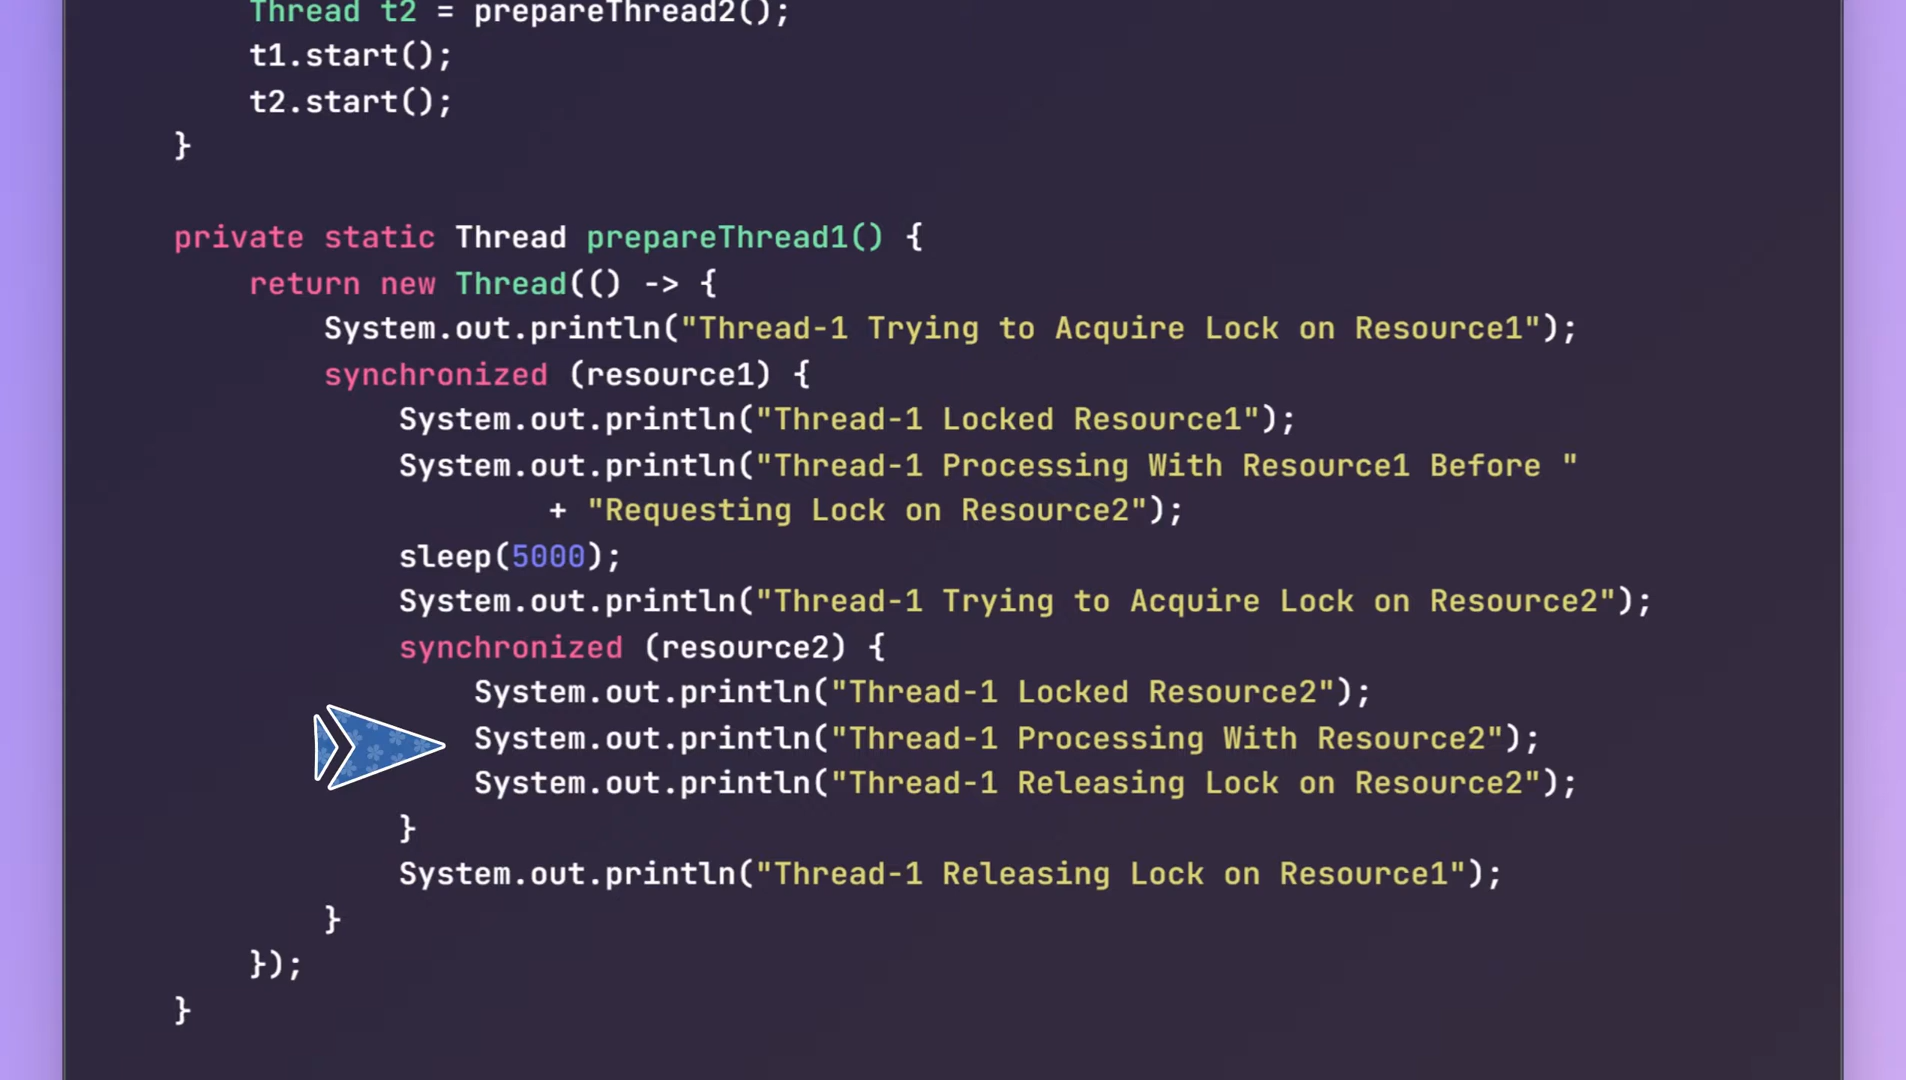 Thread t2 = prepareThread2();
t1.start();
t2.start();
}
private static Thread prepareThread1() {
return new Thread(() -> {
System.out.println("Thread-1 Trying to Acquire Lock on Resource1");
synchronized (resource1) {
System.out.println("Thread-1 Locked Resource1");
System.out.println("Thread-1 Processing With Resource1 Before "
+ "Requesting Lock on Resource2");
sleep(5000);
System.out.println("Thread-1 Trying to Acquire Lock on Resource2");
synchronized (resource2) {
System.out.println("Thread-1 Locked Resource2");
System.out.println("Thread-1 Processing With Resource2");
System.out.println("Thread-1 Releasing Lock on Resource2");
}
System.out.println("Thread-1 Releasing Lock on Resource1");
}
});
}